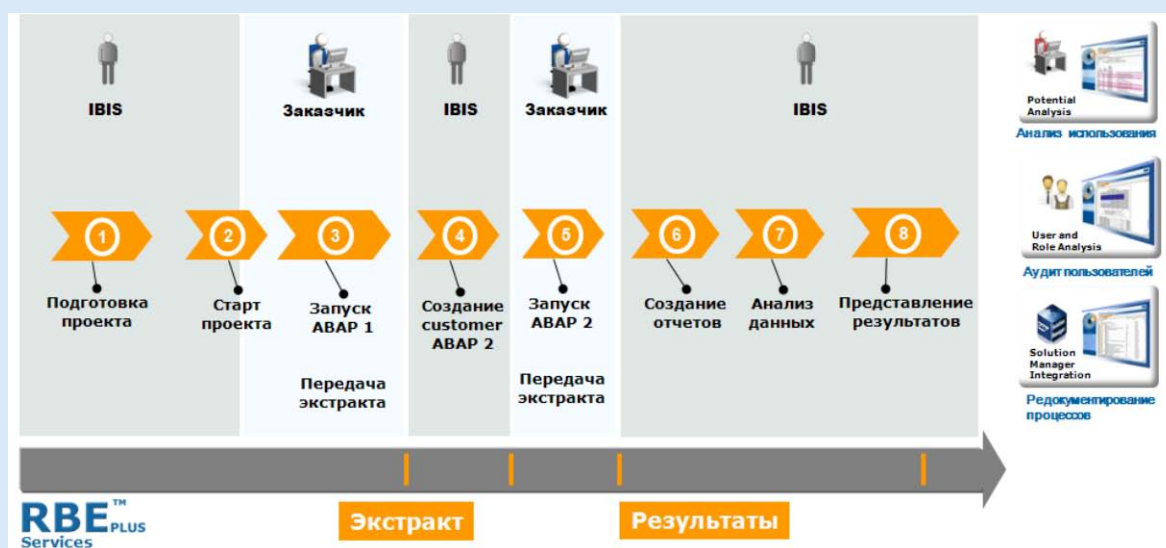 IBIS
Заказчик
IBIS
Заказчик
IBIS
1
2
3
4
5
6
7
8
Подготовка
проекта
Старт
проекта
Запуск
ABAP 1
Передача
экстракта
Создание
customer
ABAP 2
Запуск
ABAP 2
Передача
экстракта
Создание
отчетов
Анализ
данных
Представление
результатов
Potential
Analysis
Анализ использования
User and
Role Analysis
Аудит пользователей
Solution
Manager
Integration
Редокументирование
процессов
RBE™ PLUS
Services
Экстракт
Результаты